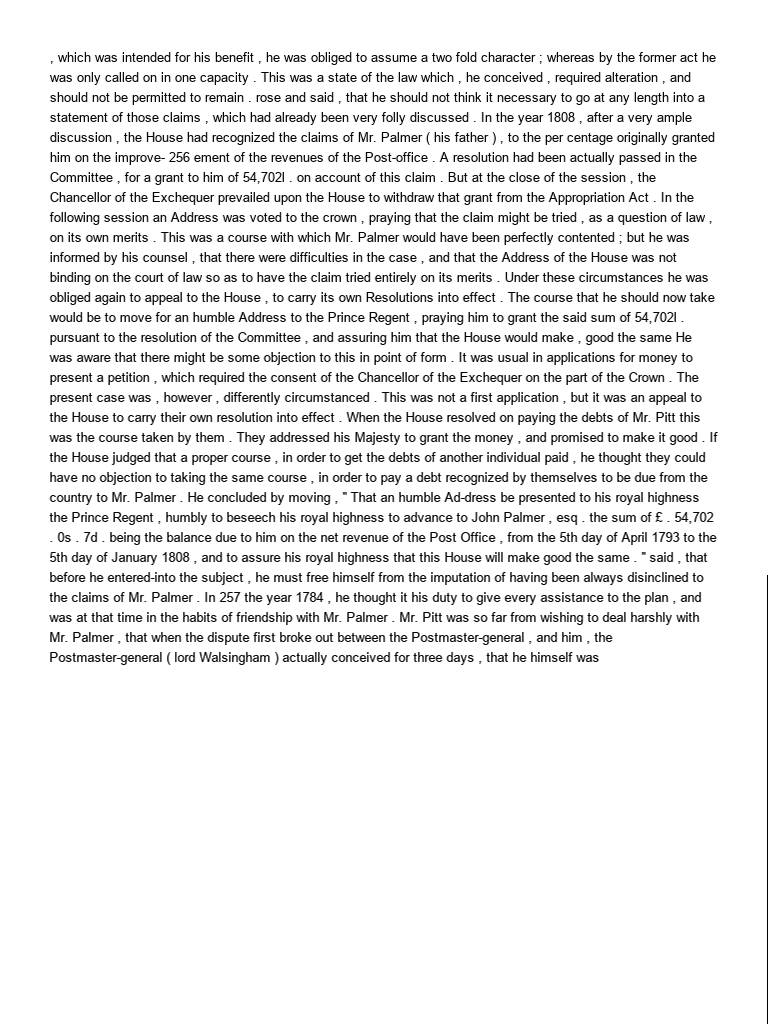 , which was intended for his benefit , he was obliged to assume a two fold character ; whereas by the former act he
was only called on in one capacity . This was a state of the law which , he conceived , required alteration , and
should not be permitted to remain . rose and said , that he should not think it necessary to go at any length into a
statement of those claims , which had already been very folly discussed . In the year 1808 , after a very ample
discussion , the House had recognized the claims of Mr. Palmer ( his father ) , to the per centage originally granted
him on the improve- 256 ement of the revenues of the Post-office . A resolution had been actually passed in the
Committee , for a grant to him of 54,702l . on account of this claim . But at the close of the session , the
Chancellor of the Exchequer prevailed upon the House to withdraw that grant from the Appropriation Act . In the
following session an Address was voted to the crown , praying that the claim might be tried , as a question of law ,
on its own merits . This was a course with which Mr. Palmer would have been perfectly contented ; but he was
informed by his counsel , that there were difficulties in the case , and that the Address of the House was not
binding on the court of law so as to have the claim tried entirely on its merits . Under these circumstances he was
obliged again to appeal to the House , to carry its own Resolutions into effect . The course that he should now take
would be to move for an humble Address to the Prince Regent , praying him to grant the said sum of 54,702l .
pursuant to the resolution of the Committee , and assuring him that the House would make , good the same He
was aware that there might be some objection to this in point of form . It was usual in applications for money to
present a petition , which required the consent of the Chancellor of the Exchequer on the part of the Crown . The
present case was , however , differently circumstanced . This was not a first application , but it was an appeal to
the House to carry their own resolution into effect . When the House resolved on paying the debts of Mr. Pitt this
was the course taken by them . They addressed his Majesty to grant the money , and promised to make it good . If
the House judged that a proper course , in order to get the debts of another individual paid , he thought they could
have no objection to taking the same course , in order to pay a debt recognized by themselves to be due from the
country to Mr. Palmer . He concluded by moving , " That an humble Ad-dress be presented to his royal highness
the Prince Regent , humbly to beseech his royal highness to advance to John Palmer , esq . the sum of £ . 54,702
. 0s . 7d . being the balance due to him on the net revenue of the Post Office , from the 5th day of April 1793 to the
5th day of January 1808 , and to assure his royal highness that this House will make good the same . " said , that
before he entered-into the subject , he must free himself from the imputation of having been always disinclined to
the claims of Mr. Palmer . In 257 the year 1784 , he thought it his duty to give every assistance to the plan , and
was at that time in the habits of friendship with Mr. Palmer . Mr. Pitt was so far from wishing to deal harshly with
Mr. Palmer , that when the dispute first broke out between the Postmaster-general , and him , the
Postmaster-general ( lord Walsingham ) actually conceived for three days , that he himself was